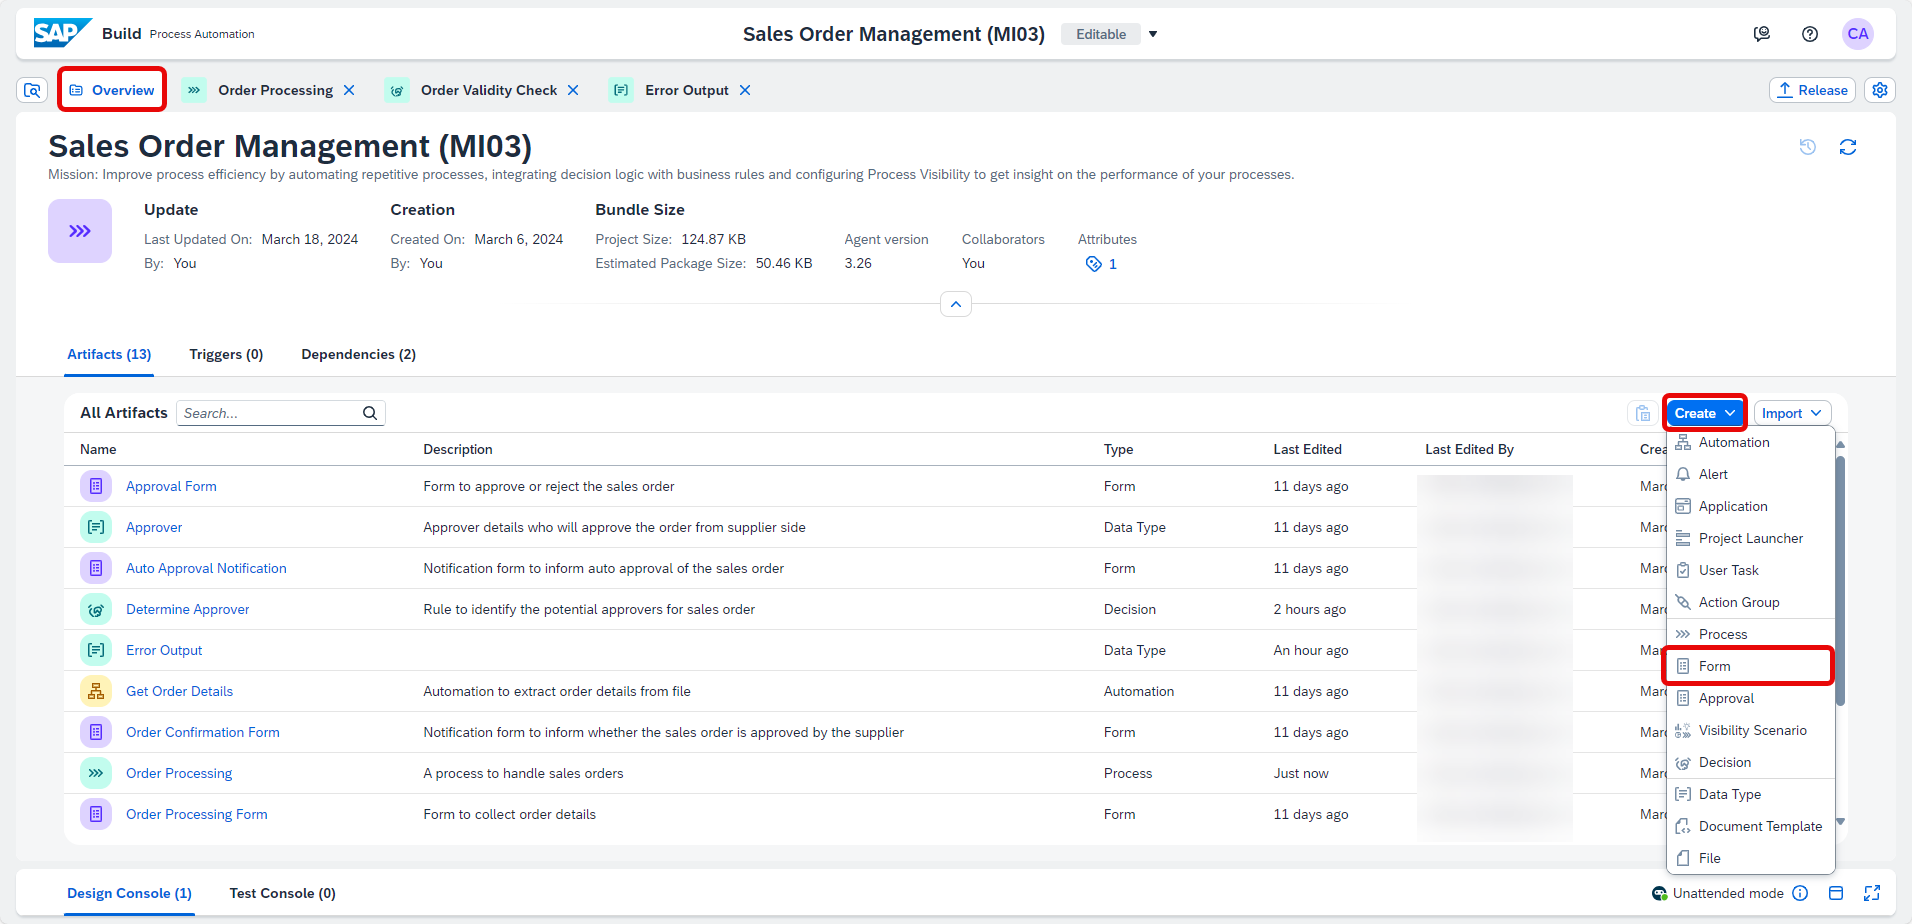 SAP Build Process Automation
Sales Order Management (MI03) Editable
CA
Overview Order Processing Order Validity Check Error Output Release
Sales Order Management (MI03)
Mission: Improve process efficiency by automating repetitive processes, integrating decision logic with business rules and configuring Process Visibility to get insight on the performance of your processes.
Update Creation Bundle Size
Last Updated On: March 18, 2024 Created On: March 6, 2024 Project Size: 124.87 KB Agent version Collaborators Attributes
By: You By: You Estimated Package Size: 50.46 KB 3.26 You 1
Artifacts (13) Triggers (0) Dependencies (2)
All Artifacts Search... Create Import
Name Description Type Last Edited Last Edited By Crea
Approval Form Form to approve or reject the sales order Form 11 days ago Marc
Approver Approver details who will approve the order from supplier side Data Type 11 days ago Marc
Auto Approval Notification Notification form to inform auto approval of the sales order Form 11 days ago Marc
Determine Approver Rule to identify the potential approvers for sales order Decision 2 hours ago Marc
Error Output Data Type An hour ago Marc
Get Order Details Automation to extract order details from file Automation 11 days ago Marc
Order Confirmation Form Notification form to inform whether the sales order is approved by the supplier Form 11 days ago Marc
Order Processing A process to handle sales orders Process Just now Marc
Order Processing Form Form to collect order details Form 11 days ago Marc
Automation
Alert
Application
Project Launcher
User Task
Action Group
Process
Form
Approval
Visibility Scenario
Decision
Data Type
Document Template
File
Design Console (1) Test Console (0) Unattended mode